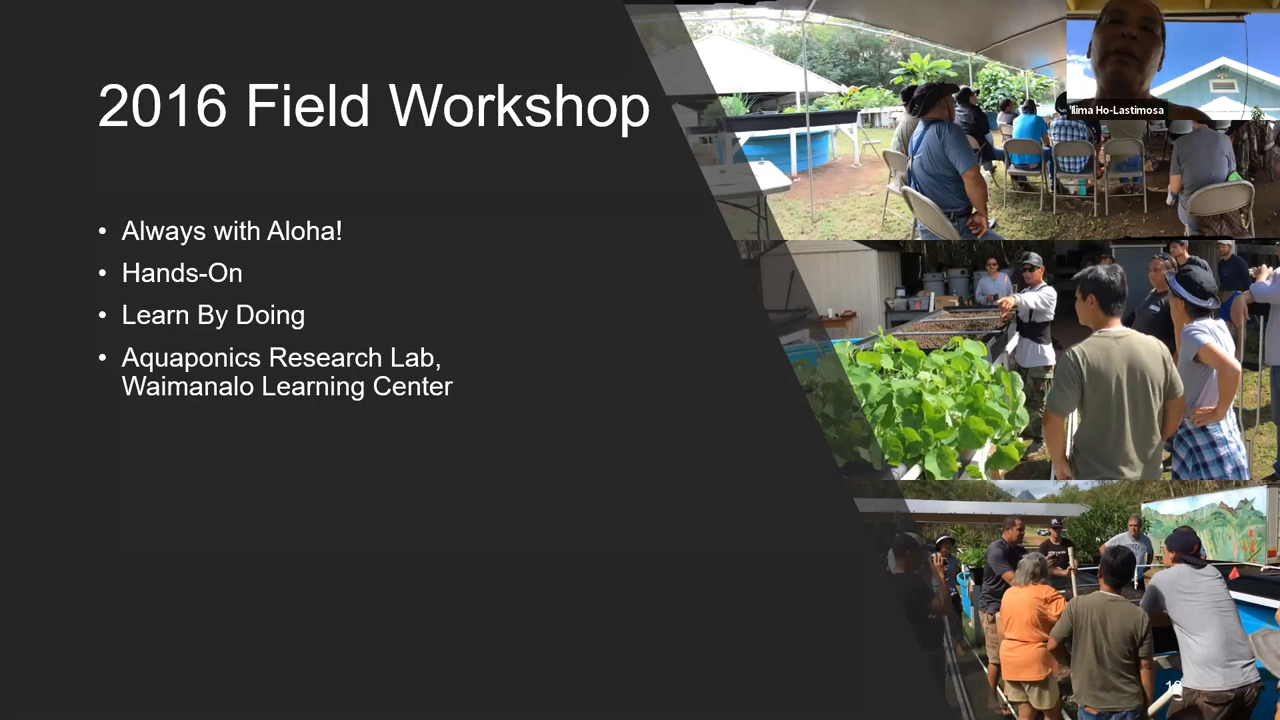 2016 Field Workshop
'Ilima Ho-Lastimosa
• Always with Aloha!
• Hands-On
• Learn By Doing
• Aquaponics Research Lab,
Waimanalo Learning Center